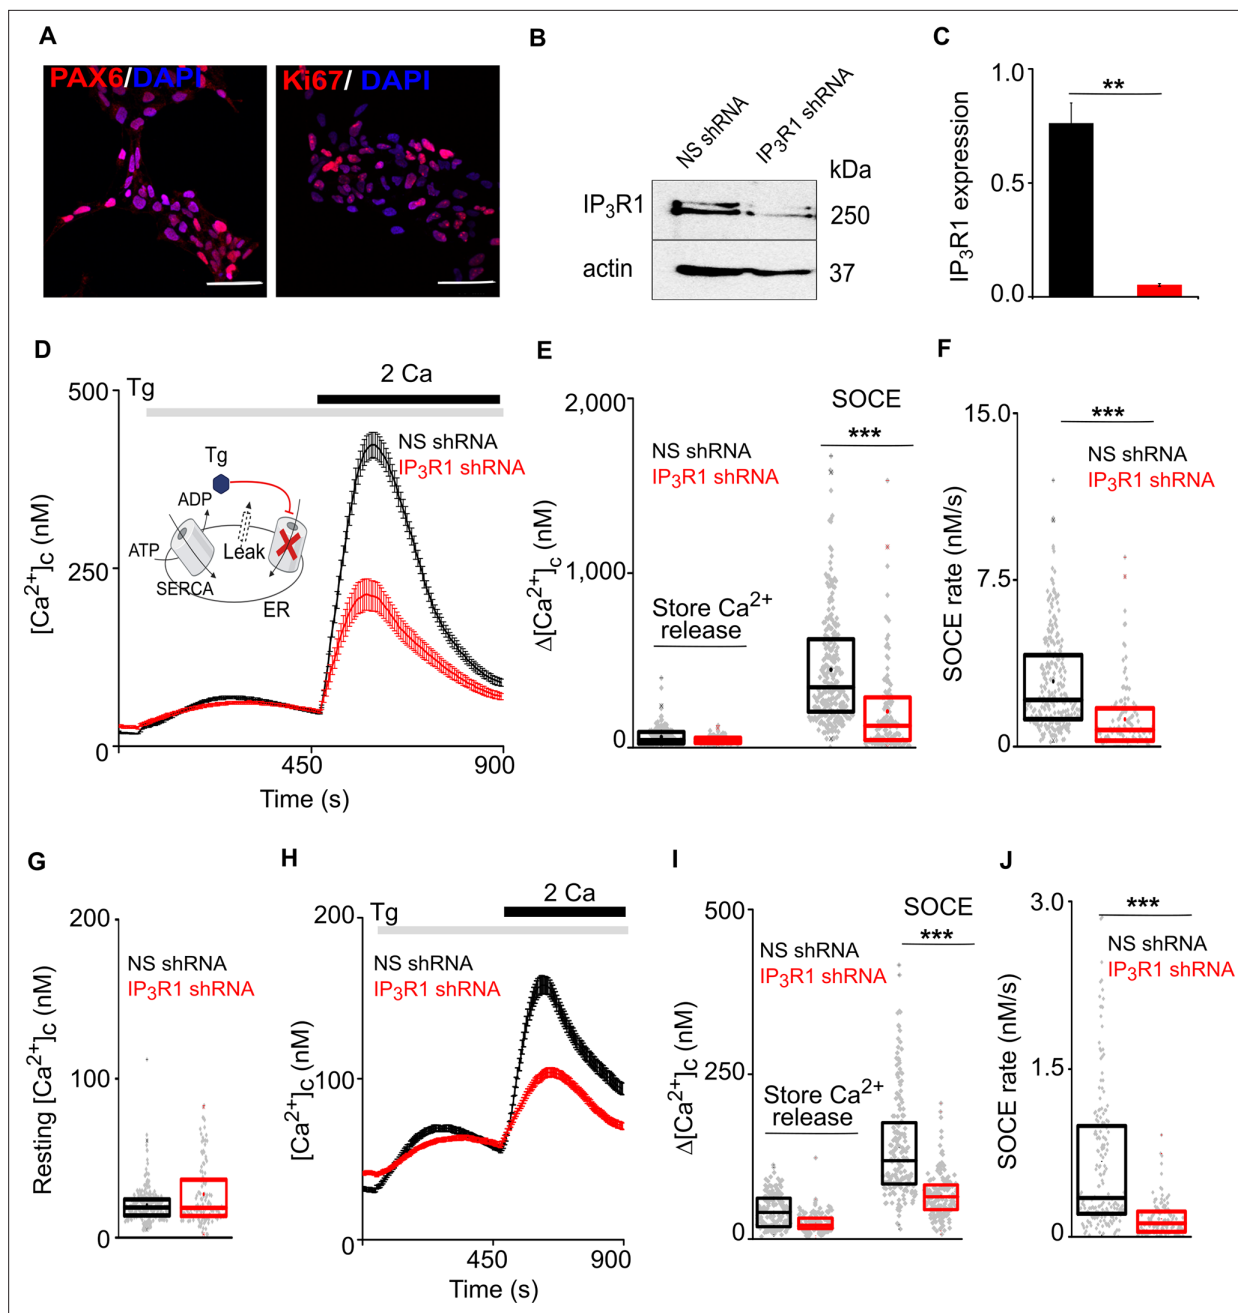 A
PAX6/DAPI
Ki67/ DAPI
B
NS shRNA
IP₃R1 shRNA
kDa
IP₃R1
250
actin
37
C
IP₃R1 expression
1.0
0.5
0.0
**
D
[Ca²⁺]c (nM)
500
250
0
Tg
2 Ca
NS shRNA
IP₃R1 shRNA
Tg
ADP
ATP
Leak
SERCA
ER
450
900
Time (s)
E
Δ[Ca²⁺]c (nM)
2,000
1,000
0
SOCE
***
NS shRNA
IP₃R1 shRNA
Store Ca²⁺
release
F
SOCE rate (nM/s)
15.0
7.5
0
***
NS shRNA
IP₃R1 shRNA
G
Resting [Ca²⁺]c (nM)
200
100
0
NS shRNA
IP₃R1 shRNA
H
[Ca²⁺]c (nM)
200
100
0
Tg
2 Ca
NS shRNA
IP₃R1 shRNA
450
900
Time (s)
I
Δ[Ca²⁺]c (nM)
500
250
0
SOCE
***
NS shRNA
IP₃R1 shRNA
Store Ca²⁺
release
J
SOCE rate (nM/s)
3.0
1.5
0
***
NS shRNA
IP₃R1 shRNA